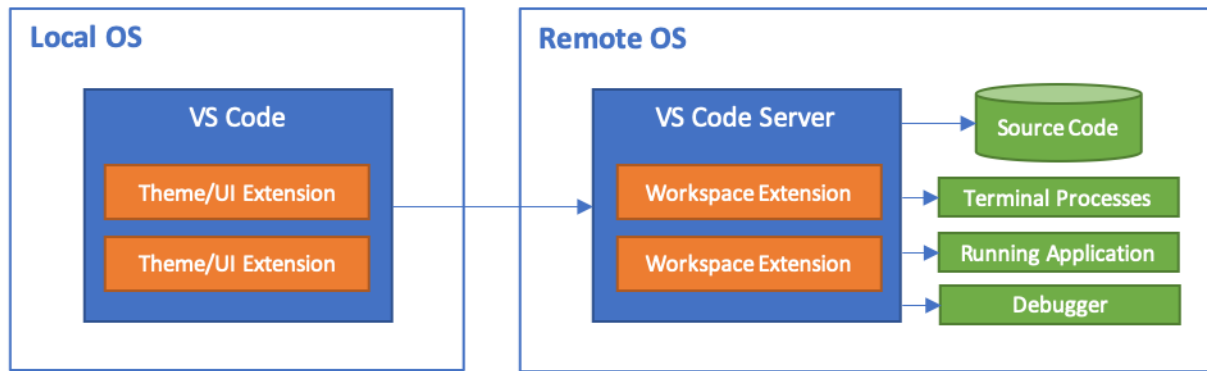 Local OS
VS Code
Theme/UI Extension
Theme/UI Extension
Remote OS
VS Code Server
Workspace Extension
Workspace Extension
Source Code
Terminal Processes
Running Application
Debugger